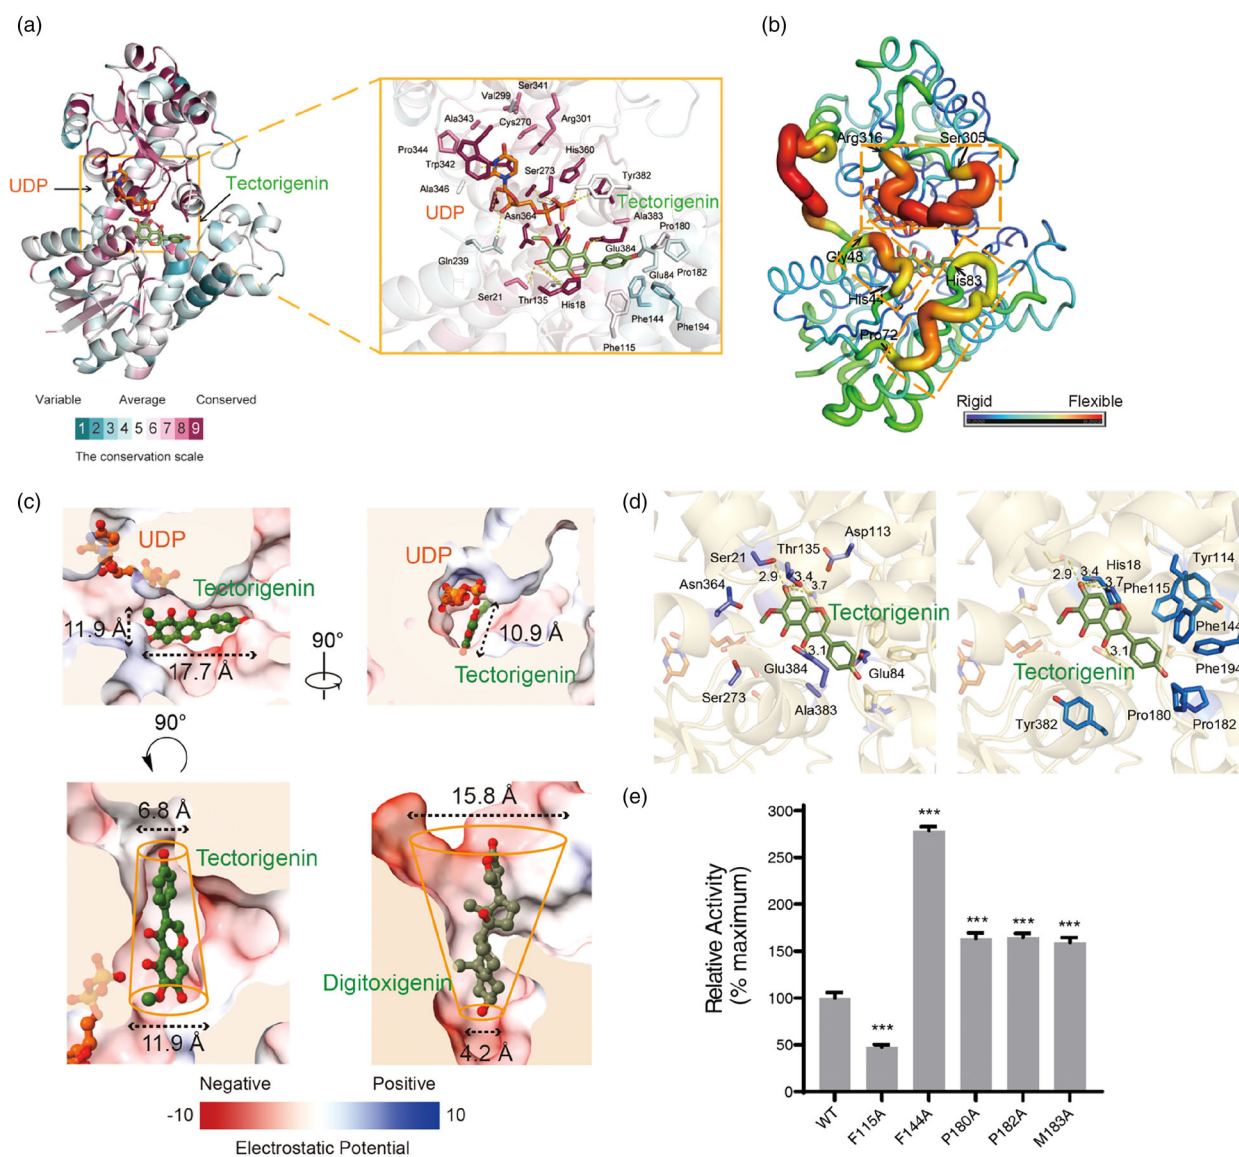 (a)
UDP
Tectorigenin
Ser341
Val299
Cys270
Arg301
Ala343
Pro344
Trp342
His360
Ser273
Tyr382
Ala346
UDP
Tectorigenin
Asn364
Ala383
Pro180
Glu384
Gln239
Glu84
Pro182
Ser21
Thr135
His18
Phe144
Phe194
Phe115
Variable Average Conserved
1 2 3 4 5 6 7 8 9
The conservation scale
(b)
Arg316
Ser305
Gly48
His44
His83
Pro72
Rigid Flexible
(c)
UDP
Tectorigenin
11.9 Å
17.7 Å
90°
UDP
10.9 Å
Tectorigenin
90°
6.8 Å
Tectorigenin
11.9 Å
15.8 Å
Digitoxigenin
4.2 Å
Negative Positive
-10 10
Electrostatic Potential
(d)
Asp113
Thr135
Ser21
2.9
3.4
3.7
Asn364
Tectorigenin
3.1
Glu384
Glu84
Ser273
Ala383
His18
Tyr114
3.4
2.9
3.7
Phe115
Phe144
3.1
Phe194
Tectorigenin
Tyr382
Pro180
Pro182
(e)
Relative Activity
(% maximum)
300
250
200
150
100
50
0
***
***
***
***
***
WT
F115A
F144A
P180A
P182A
M183A